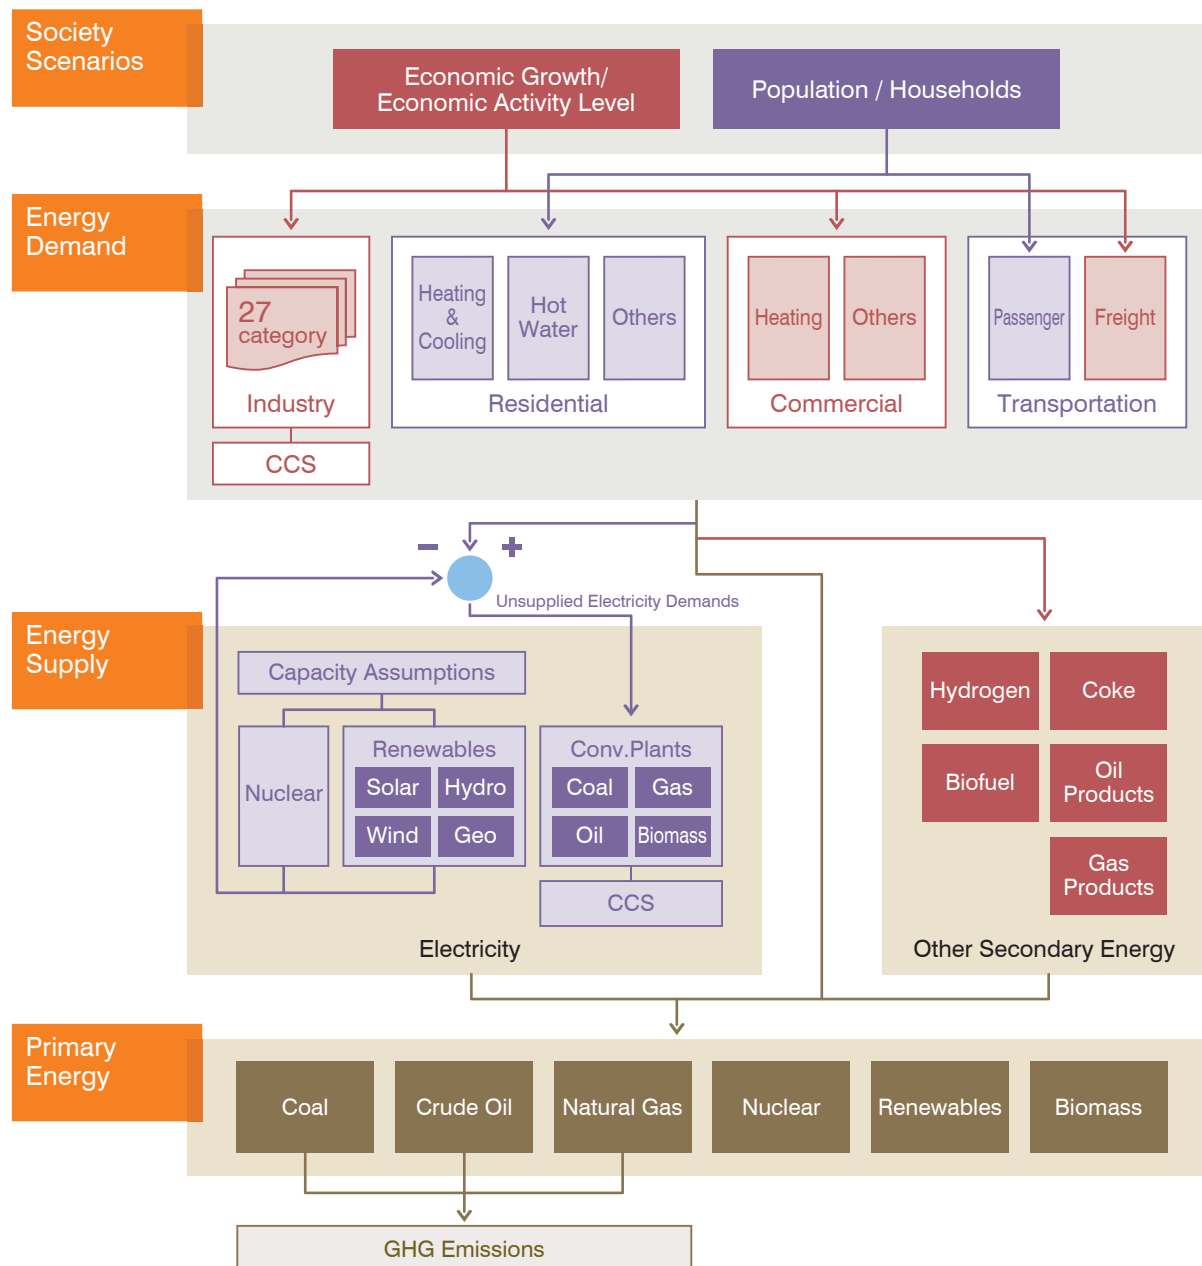 Society
Scenarios
Economic Growth/
Economic Activity Level
Population / Households
Energy
Demand
27
category
Industry
CCS
Heating
&
Cooling
Hot
Water
Others
Residential
Heating
Others
Commercial
Passenger
Freight
Transportation
− +
Unsupplied Electricity Demands
Energy
Supply
Capacity Assumptions
Nuclear
Renewables
Solar
Hydro
Wind
Geo
Conv.Plants
Coal
Gas
Oil
Biomass
CCS
Electricity
Hydrogen
Coke
Biofuel
Oil
Products
Gas
Products
Other Secondary Energy
Primary
Energy
Coal
Crude Oil
Natural Gas
Nuclear
Renewables
Biomass
GHG Emissions